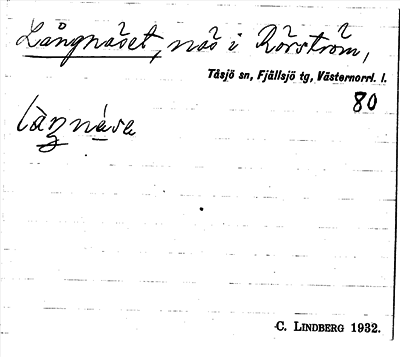 Långnäset, näs i Rörström,
Tåsjö sn, Fjällsjö tg, Västernorrl. l.
80
C. LINDBERG 1932.